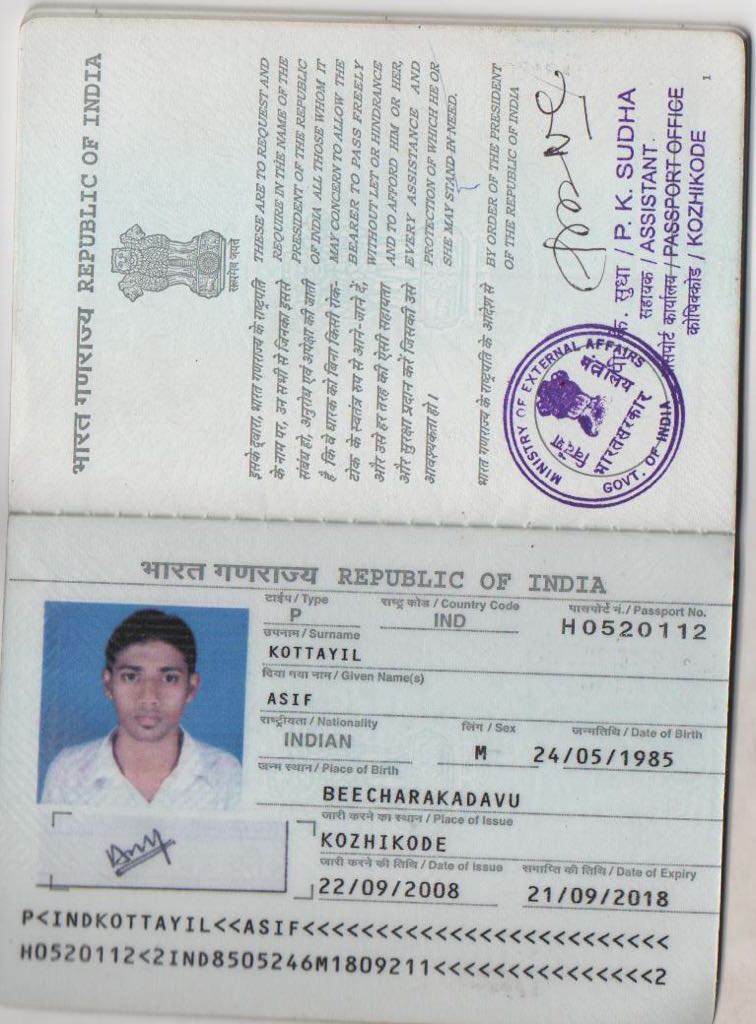 भारत गणराज्य REPUBLIC OF INDIA
सत्यमेव जयते
इसके द्वारा, भारत गणराज्य के राष्ट्रपति
के नाम पर, उन सभी से जिनका इससे
संबंध हो, अनुरोध एवं अपेक्षा की जाती
है कि वे धारक को बिना किसी रोक-
टोक के स्वतंत्र रूप से आने-जाने दें,
और उसे हर तरह की ऐसी सहायता
और सुरक्षा प्रदान करें जिसकी उसे
आवश्यकता हो।
THESE ARE TO REQUEST AND
REQUIRE IN THE NAME OF THE
PRESIDENT OF THE REPUBLIC
OF INDIA ALL THOSE WHOM IT
MAY CONCERN TO ALLOW THE
BEARER TO PASS FREELY
WITHOUT LET OR HINDRANCE
AND TO AFFORD HIM OR HER,
EVERY ASSISTANCE AND
PROTECTION OF WHICH HE OR
SHE MAY STAND IN NEED.
भारत गणराज्य के राष्ट्रपति के आदेश से
BY ORDER OF THE PRESIDENT
OF THE REPUBLIC OF INDIA
MINISTRY OF EXTERNAL AFFAIRS
विदेश मंत्रालय
भारत सरकार
GOVT. OF INDIA
पी. के. सुधा / P. K. SUDHA
सहायक / ASSISTANT
पासपोर्ट कार्यालय / PASSPORT OFFICE
कोषिक्कोड / KOZHIKODE
1
भारत गणराज्य REPUBLIC OF INDIA
टाईप / Type राष्ट्र कोड / Country Code पासपोर्ट नं. / Passport No.
P IND H0520112
उपनाम / Surname
KOTTAYIL
दिया गया नाम / Given Name(s)
ASIF
राष्ट्रीयता / Nationality लिंग / Sex जन्मतिथि / Date of Birth
INDIAN M 24/05/1985
जन्म स्थान / Place of Birth
BEECHARAKADAVU
जारी करने का स्थान / Place of Issue
KOZHIKODE
जारी करने की तिथि / Date of Issue समाप्ति की तिथि / Date of Expiry
22/09/2008 21/09/2018
P<INDKOTTAYIL<<ASIF<<<<<<<<<<<<<<<<<<<<<<<<<
H0520112<2IND8505246M1809211<<<<<<<<<<<<<<<2